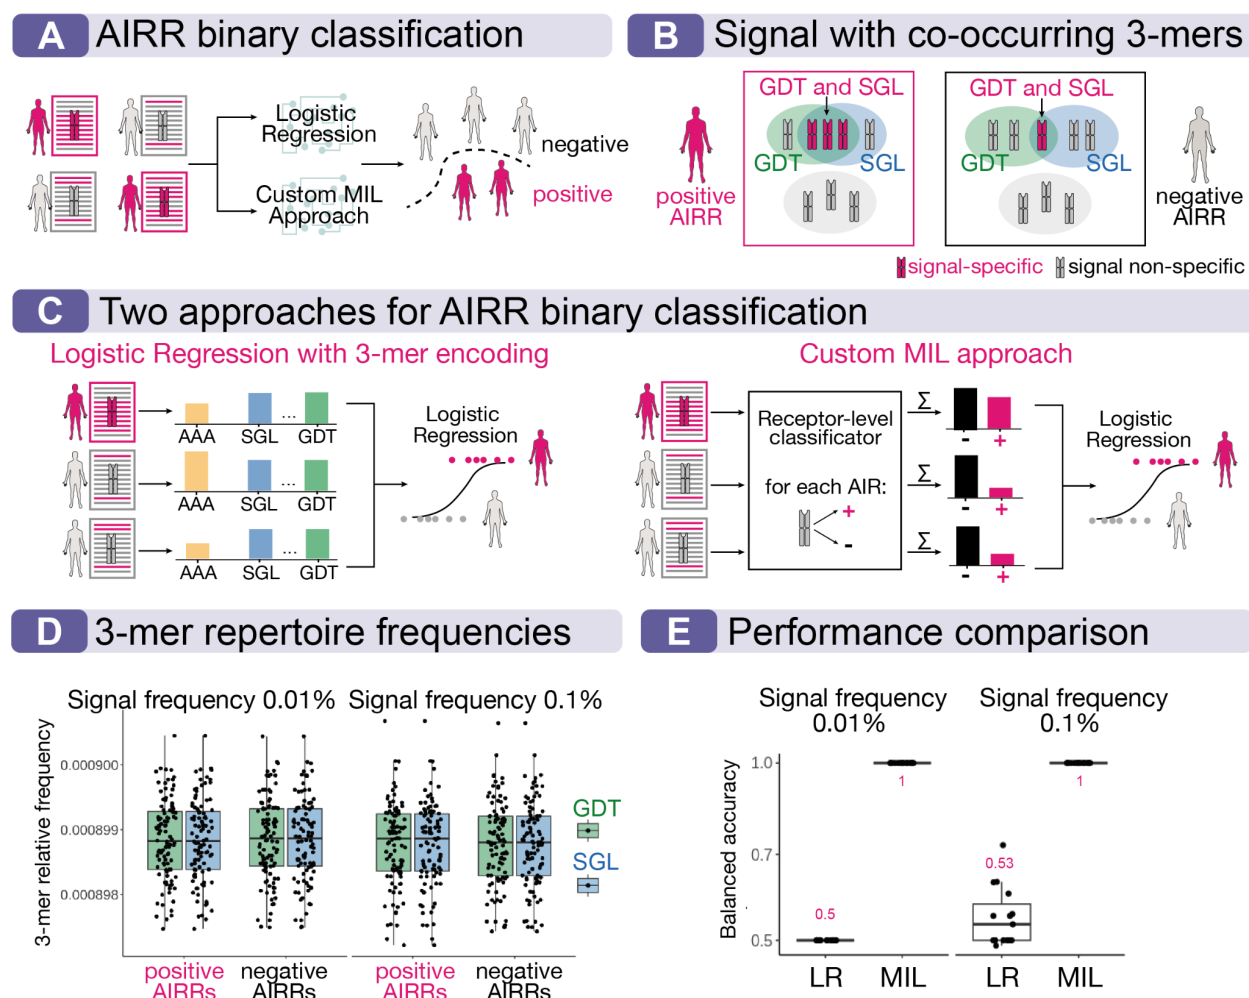 A AIRR binary classification
Logistic
Regression
Custom MIL
Approach
negative
positive
B Signal with co-occurring 3-mers
GDT and SGL
GDT
SGL
positive
AIRR
GDT and SGL
GDT
SGL
negative
AIRR
signal-specific
signal non-specific
C Two approaches for AIRR binary classification
Logistic Regression with 3-mer encoding
AAA SGL ... GDT
AAA SGL ... GDT
AAA SGL ... GDT
Logistic
Regression
Custom MIL approach
Receptor-level
classificator
for each AIR:
+
-
Σ
- +
Σ
- +
Σ
- +
Logistic
Regression
D 3-mer repertoire frequencies
Signal frequency 0.01% Signal frequency 0.1%
3-mer relative frequency
0.000900
0.000899
0.000898
positive
AIRRs
negative
AIRRs
positive
AIRRs
negative
AIRRs
GDT
SGL
E Performance comparison
Signal frequency
0.01%
Signal frequency
0.1%
Balanced accuracy
1.0
0.7
0.5
0.5
1
0.53
1
LR MIL LR MIL